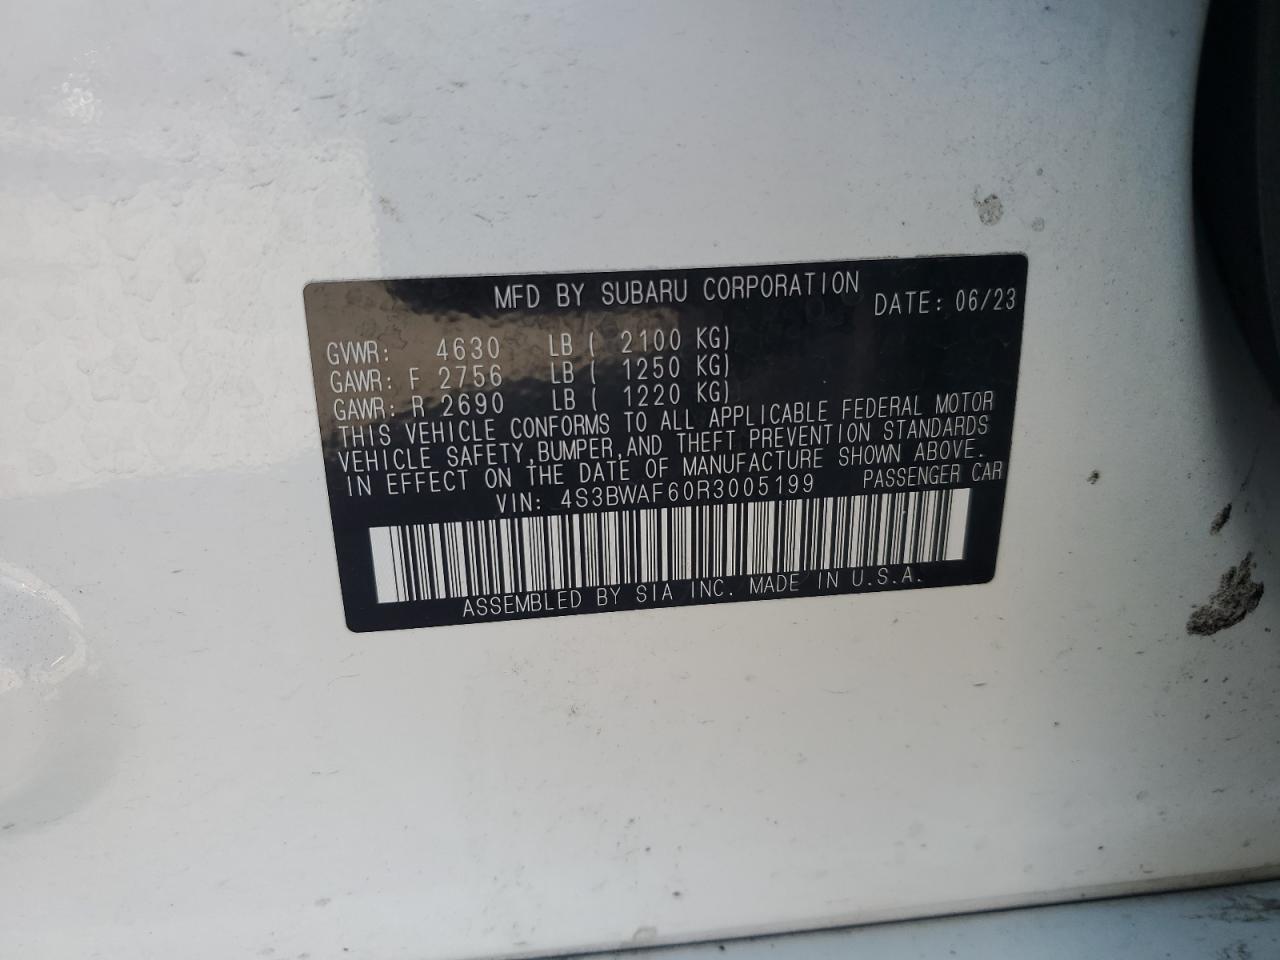 MFD BY SUBARU CORPORATION DATE: 06/23
GVWR: 4630 LB ( 2100 KG)
GAWR: F 2756 LB ( 1250 KG)
GAWR: R 2690 LB ( 1220 KG)
THIS VEHICLE CONFORMS TO ALL APPLICABLE FEDERAL MOTOR
VEHICLE SAFETY,BUMPER,AND THEFT PREVENTION STANDARDS
IN EFFECT ON THE DATE OF MANUFACTURE SHOWN ABOVE.
VIN: 4S3BWAF60R3005199 PASSENGER CAR
ASSEMBLED BY SIA INC. MADE IN U.S.A.